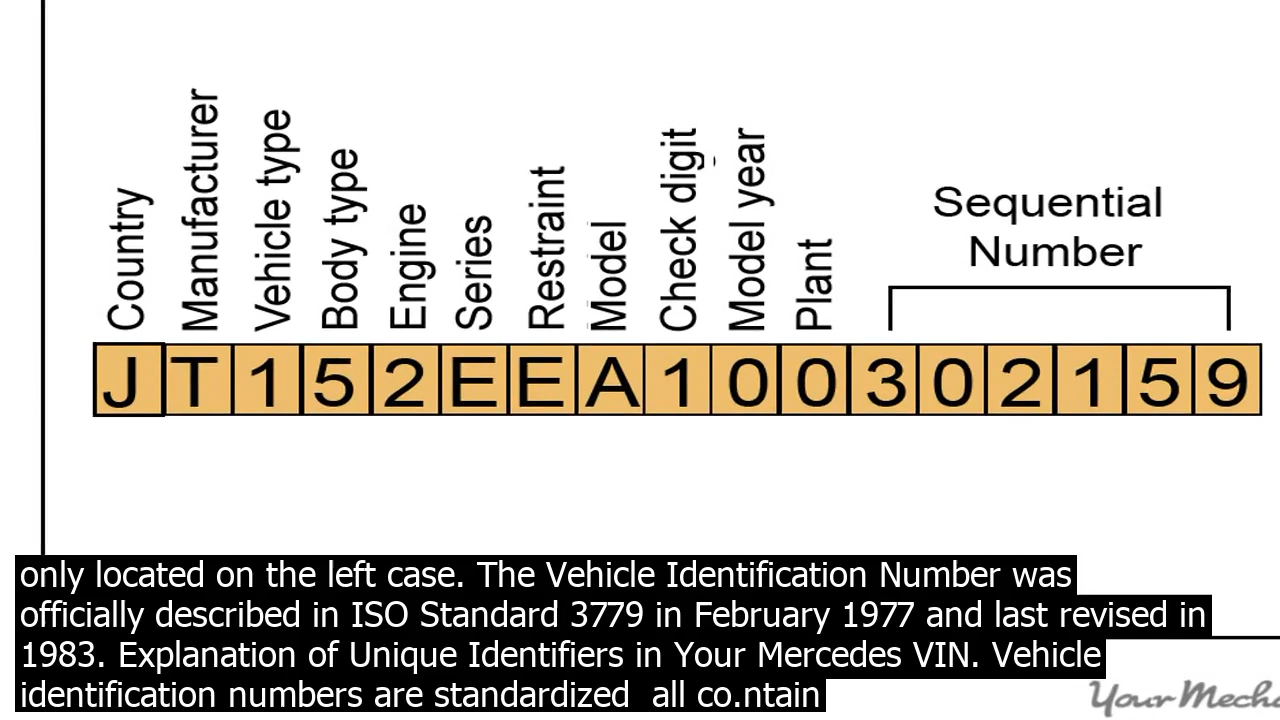 Country
Manufacturer
Vehicle type
Body type
Engine
Series
Restraint
Model
Check digit
Model year
Plant
Sequential
Number
J T 1 5 2 E E A 1 0 0 3 0 2 1 5 9
only located on the left case. The Vehicle Identification Number was
officially described in ISO Standard 3779 in February 1977 and last revised in
1983. Explanation of Unique Identifiers in Your Mercedes VIN. Vehicle
identification numbers are standardized  all co.ntain
YourMecha